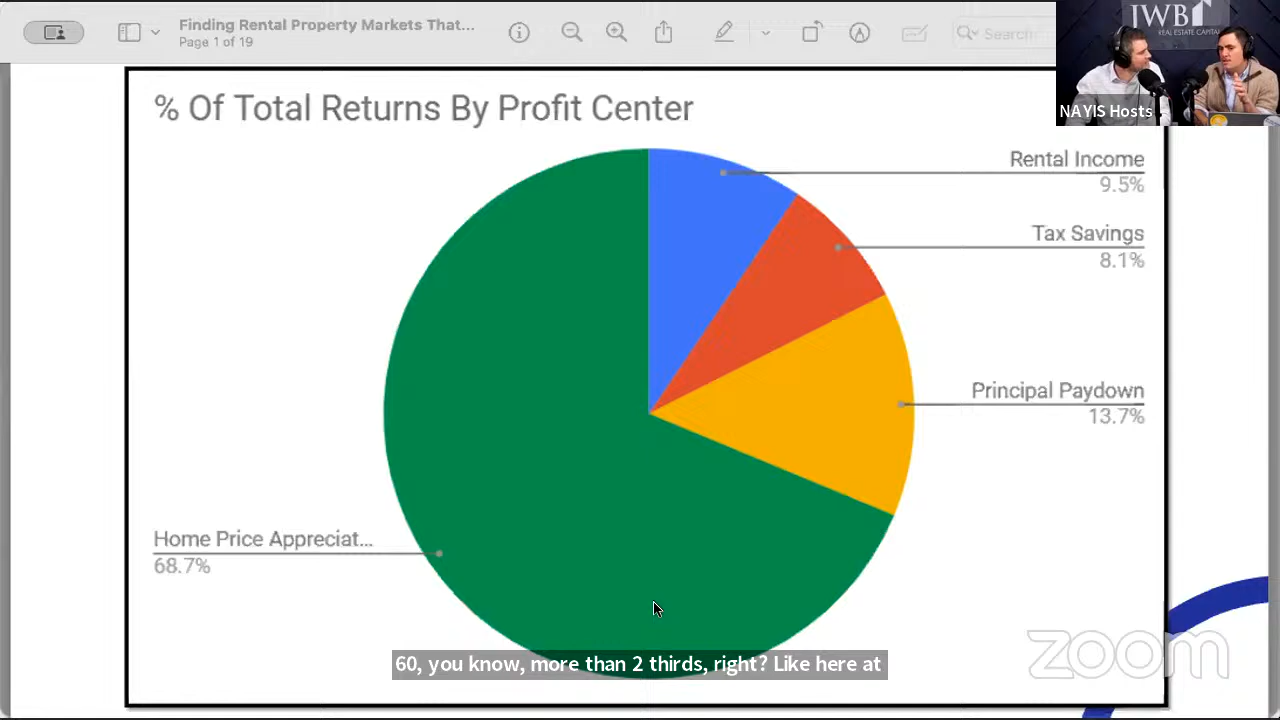 Finding Rental Property Markets That...
Page 1 of 19
Search
JWB
REAL ESTATE CAPITAL
NAYIS Hosts
% Of Total Returns By Profit Center
Rental Income
9.5%
Tax Savings
8.1%
Principal Paydown
13.7%
Home Price Appreciat...
68.7%
60, you know, more than 2 thirds, right? Like here at
zoom